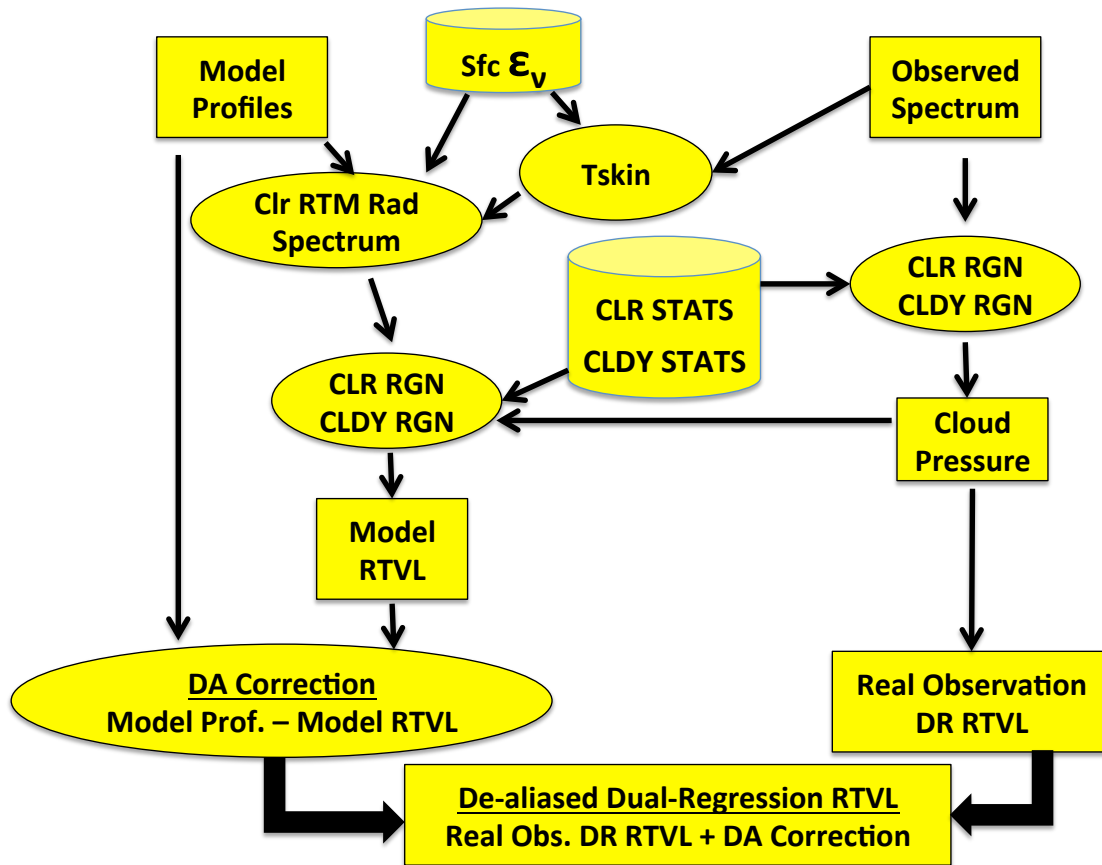 Model
Profiles
Sfc εν
Observed
Spectrum
Tskin
Clr RTM Rad
Spectrum
CLR RGN
CLDY RGN
CLR STATS
CLDY STATS
CLR RGN
CLDY RGN
Cloud
Pressure
Model
RTVL
DA Correction
Model Prof. – Model RTVL
Real Observation
DR RTVL
De-aliased Dual-Regression RTVL
Real Obs. DR RTVL + DA Correction